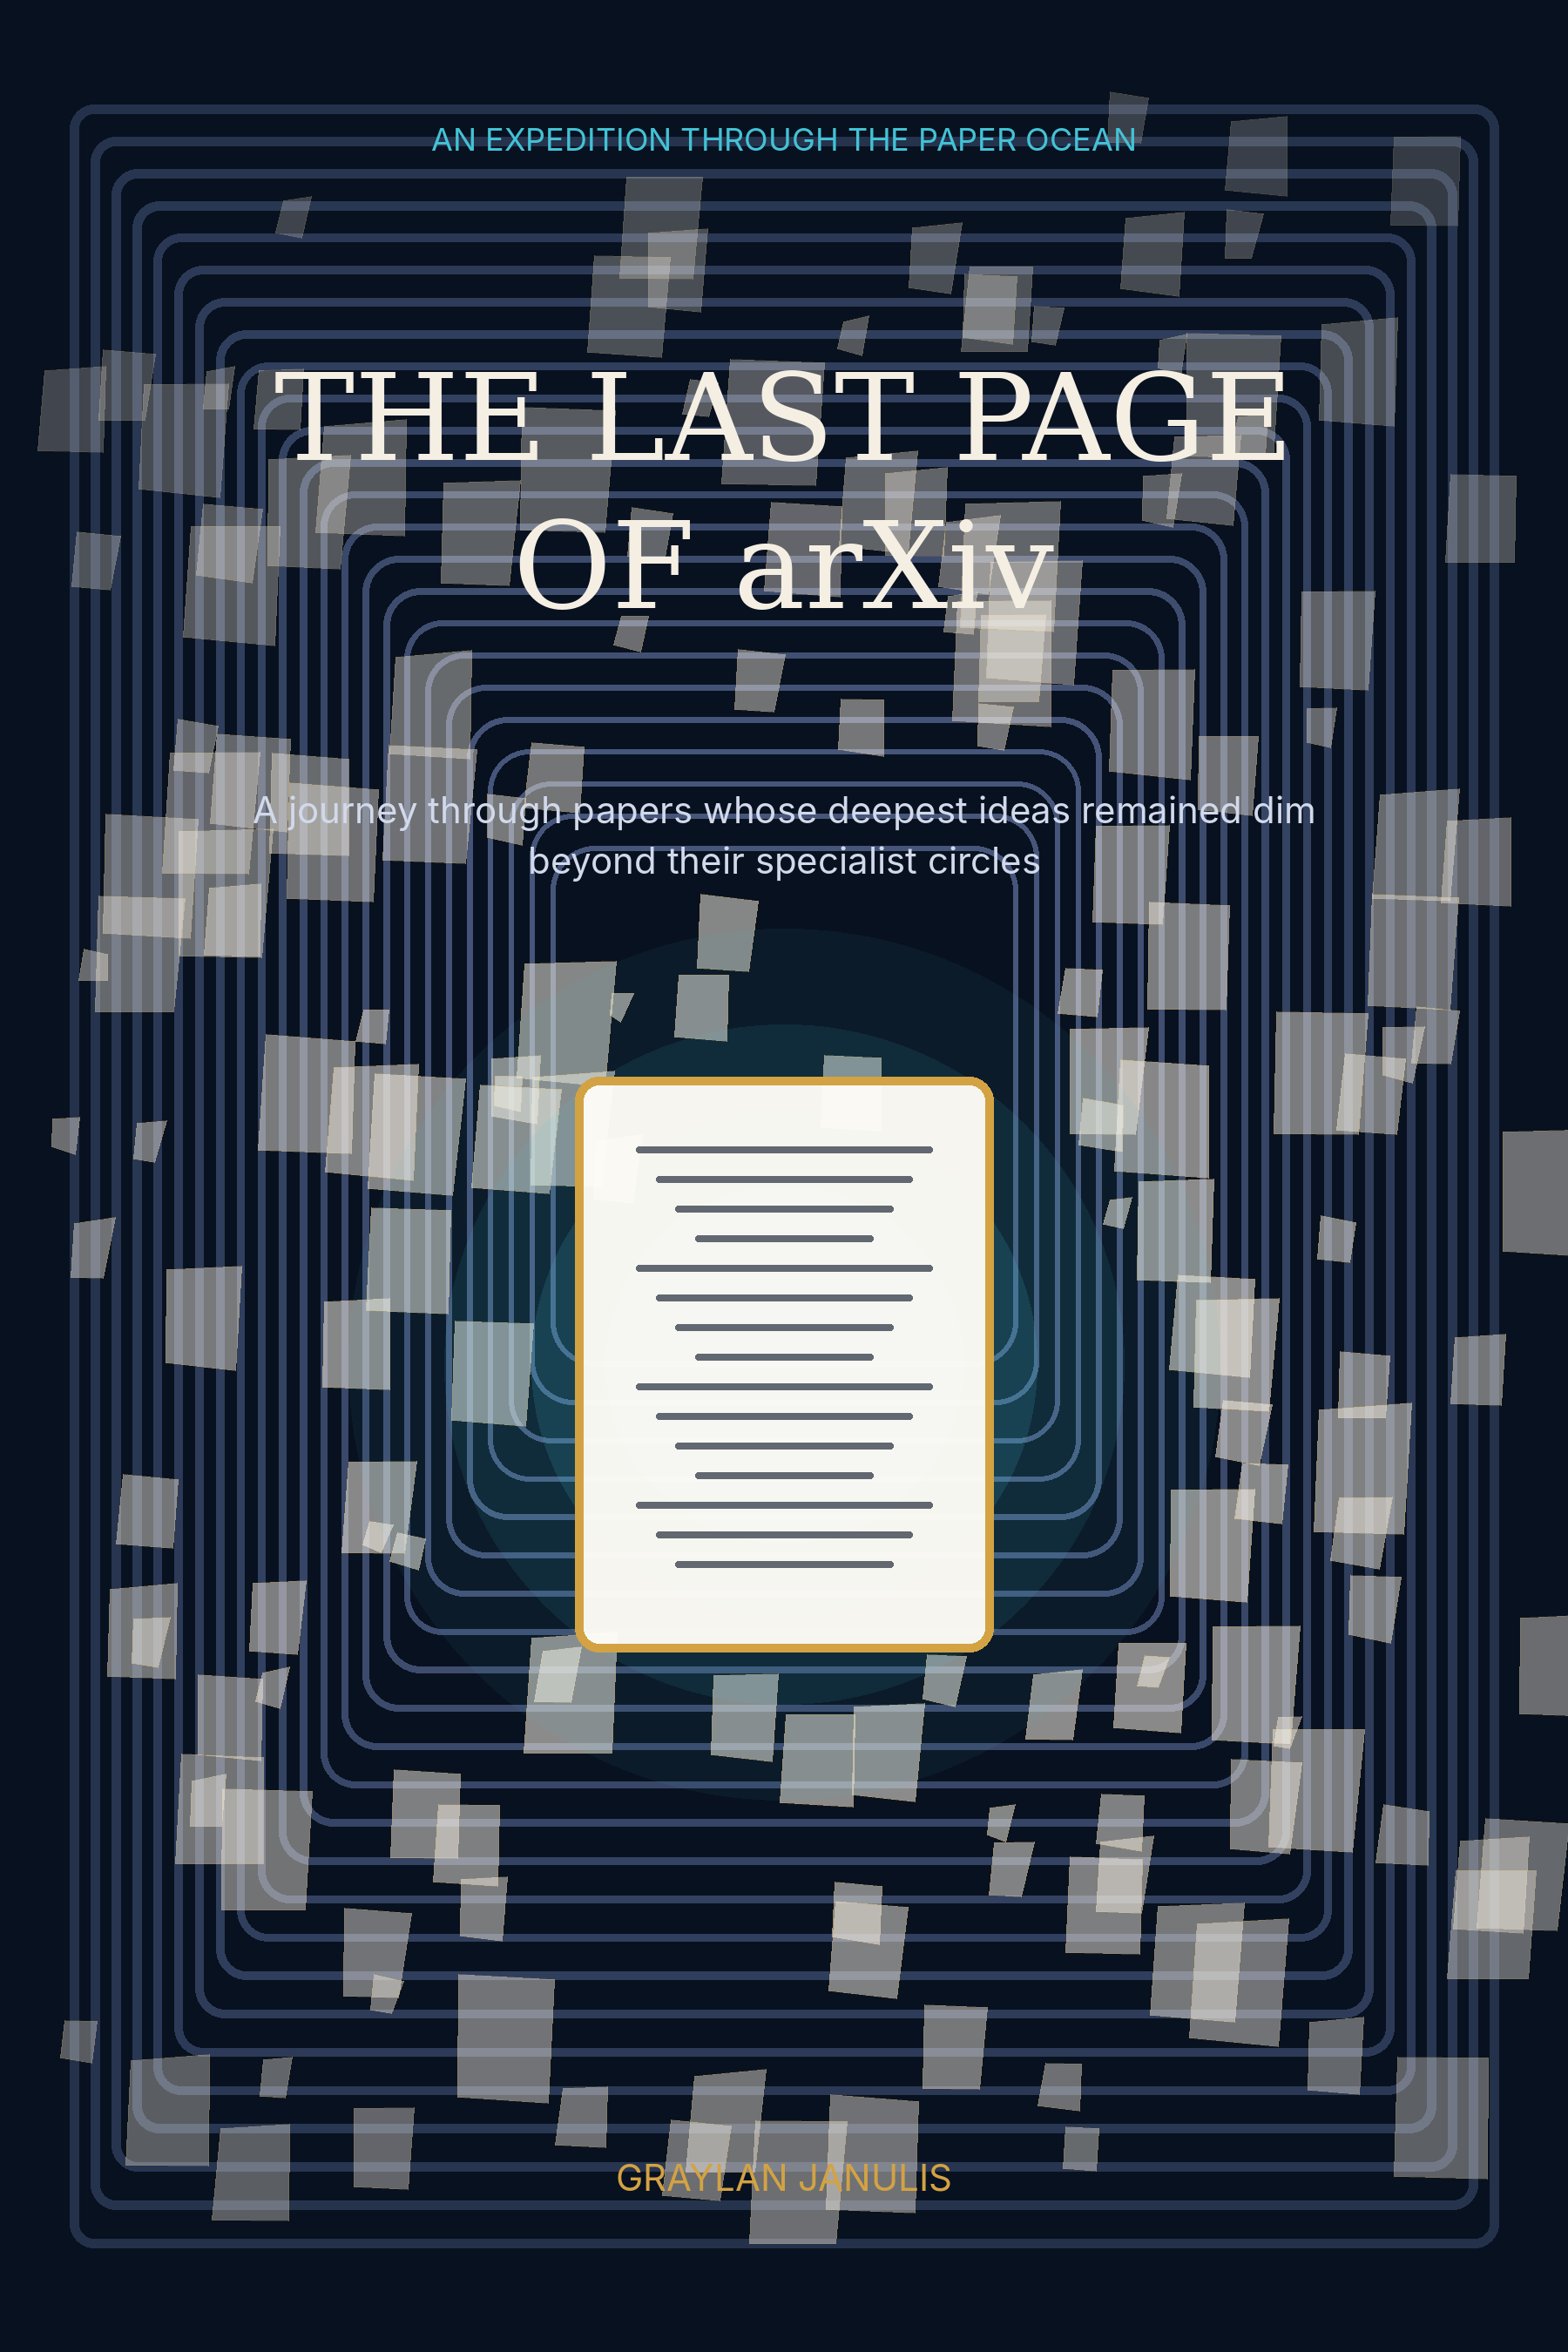 AN EXPEDITION THROUGH THE PAPER OCEAN
THE LAST PAGE
OF arXiv
A journey through papers whose deepest ideas remained dim
beyond their specialist circles
GRAYLAN JANULIS